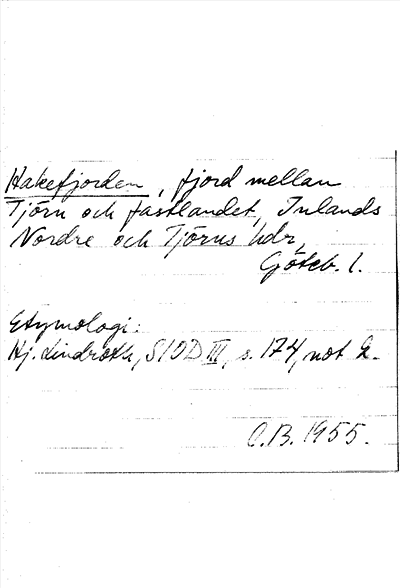 Hakefjorden, fjord mellan
Tjörn och fastlandet, Inlands
Nordre och Tjörns hdr,
Göteb. l.
Etymologi:
Hj. Lindroth, SIOD III, s. 174, not 2.
C.B. 1955.